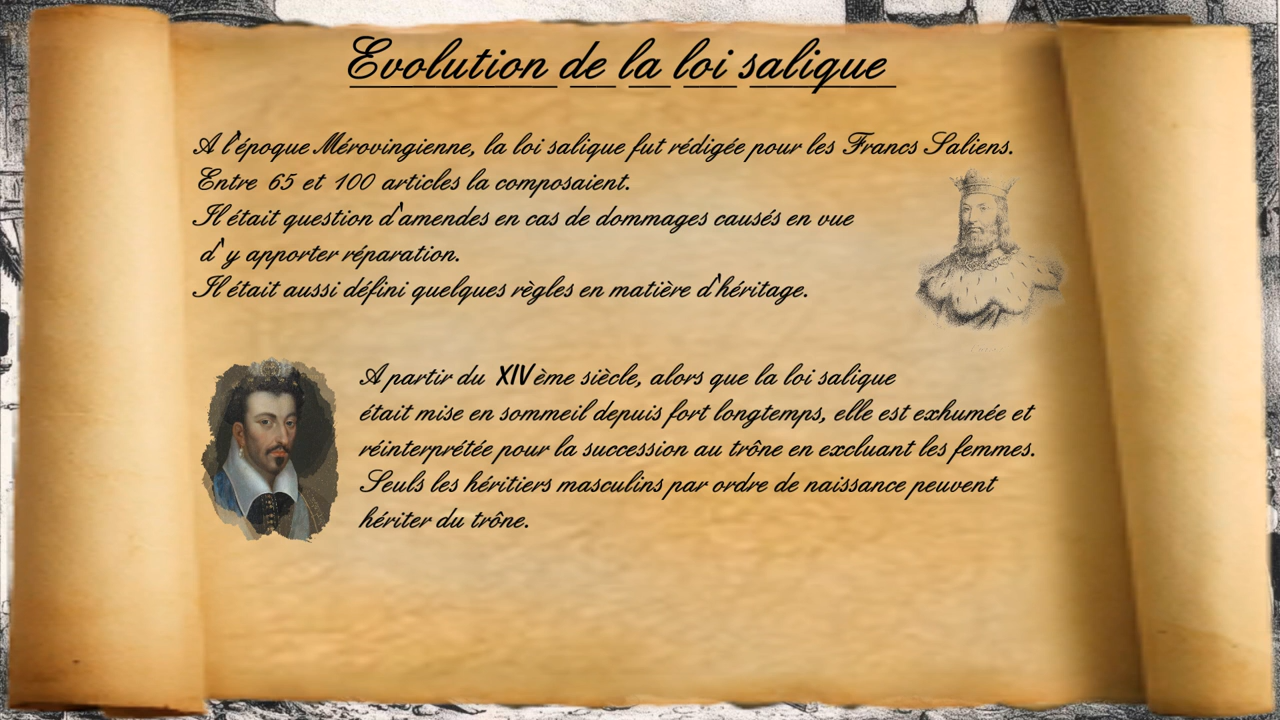 Evolution de la loi salique
A l'époque Mérovingienne, la loi salique fut rédigée pour les Francs Saliens.
Entre 65 et 100 articles la composaient.
Il était question d'amendes en cas de dommages causés en vue
d' y apporter réparation.
Il était aussi défini quelques règles en matière d'héritage.
A partir du XIVème siècle, alors que la loi salique
était mise en sommeil depuis fort longtemps, elle est exhumée et
réinterprétée pour la succession au trône en excluant les femmes.
Seuls les héritiers masculins par ordre de naissance peuvent
hériter du trône.